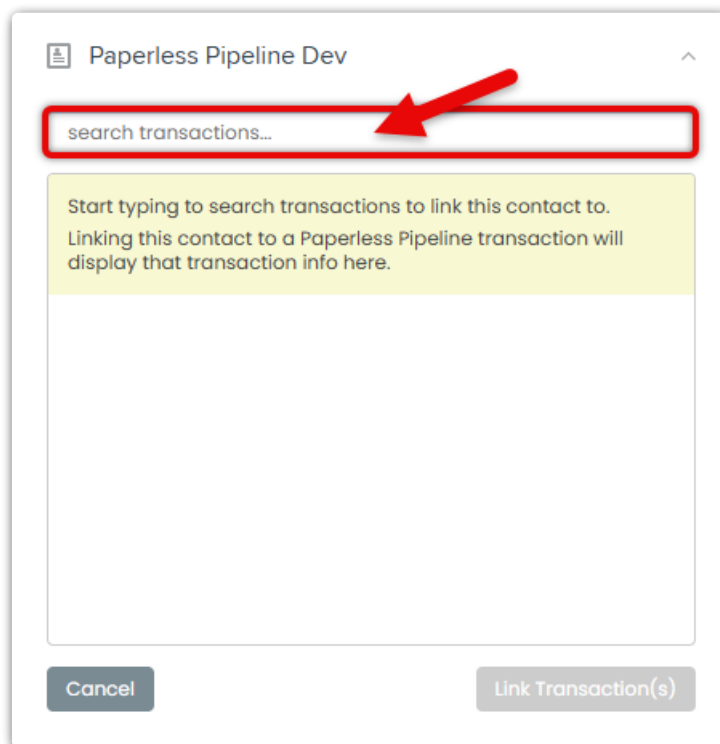 Paperless Pipeline Dev
search transactions...
Start typing to search transactions to link this contact to.
Linking this contact to a Paperless Pipeline transaction will
display that transaction info here.
Cancel
Link Transaction(s)